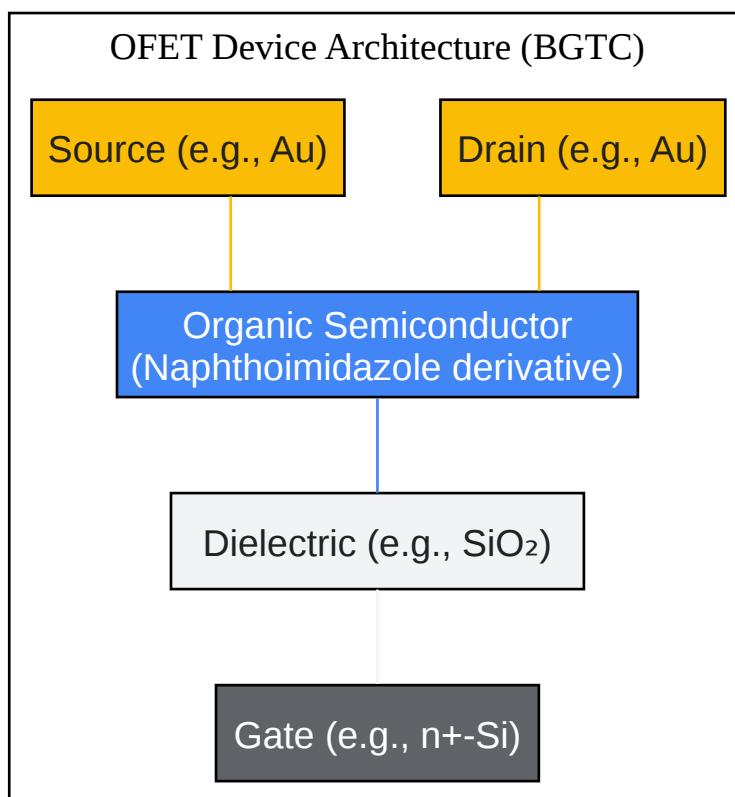 OFET Device Architecture (BGTC)
Source (e.g., Au)
Drain (e.g., Au)
Organic Semiconductor
(Naphthoimidazole derivative)
Dielectric (e.g., SiO₂)
Gate (e.g., n+-Si)